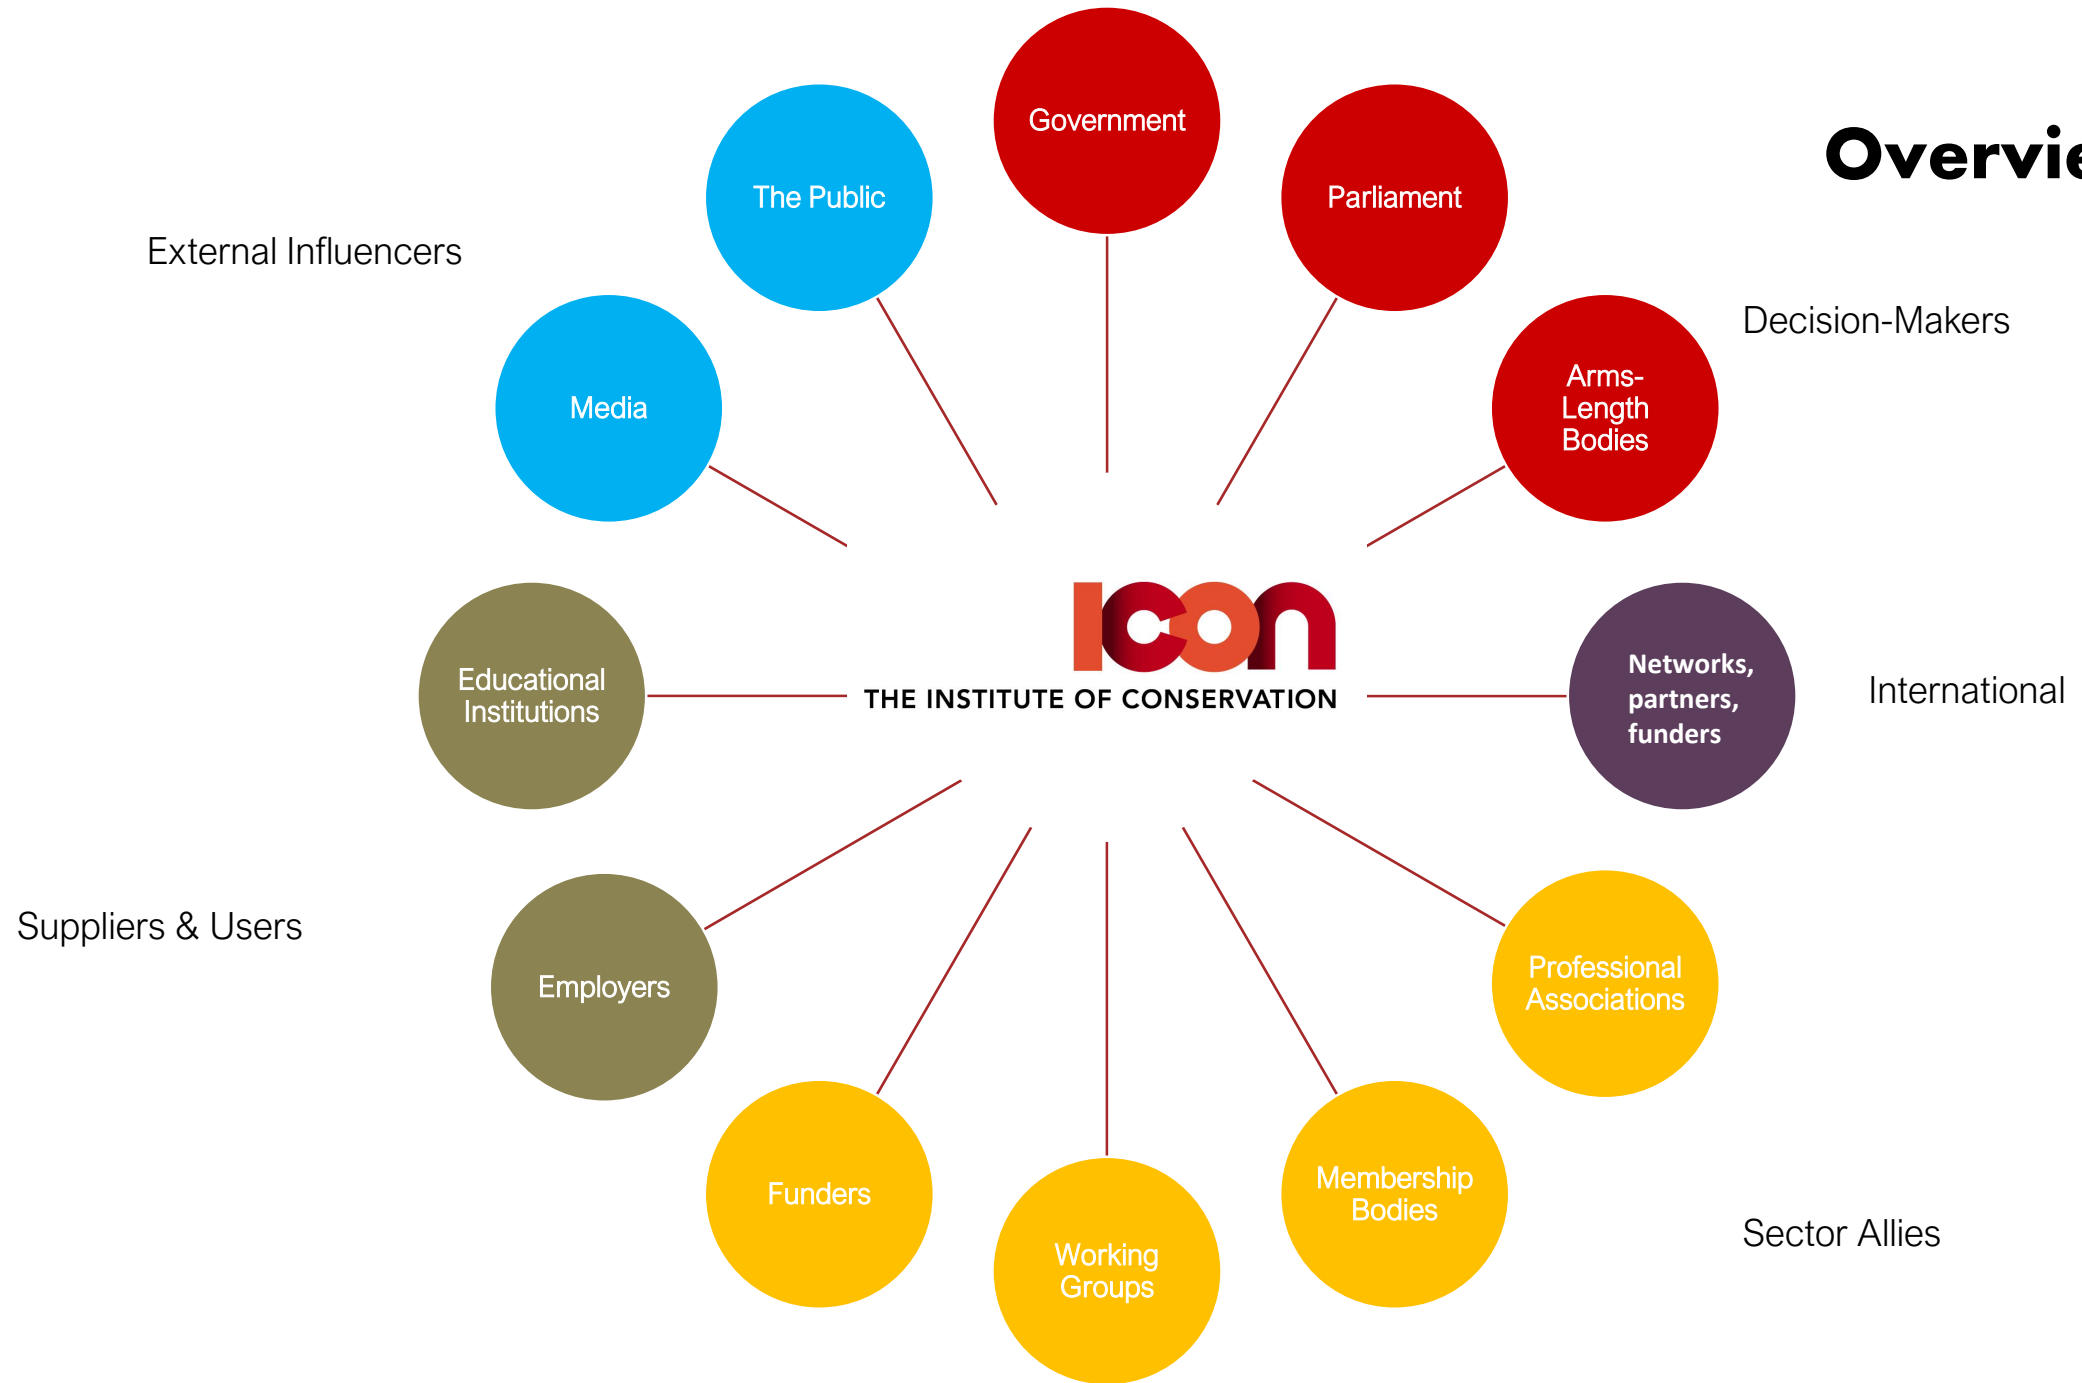 Government
Overvie
The Public
Parliament
External Influencers
Decision-Makers
Arms-
Length
Bodies
Media
icon
THE INSTITUTE OF CONSERVATION
Educational
Institutions
Networks,
partners,
funders
International
Suppliers & Users
Employers
Professional
Associations
Funders
Membership
Bodies
Working
Groups
Sector Allies